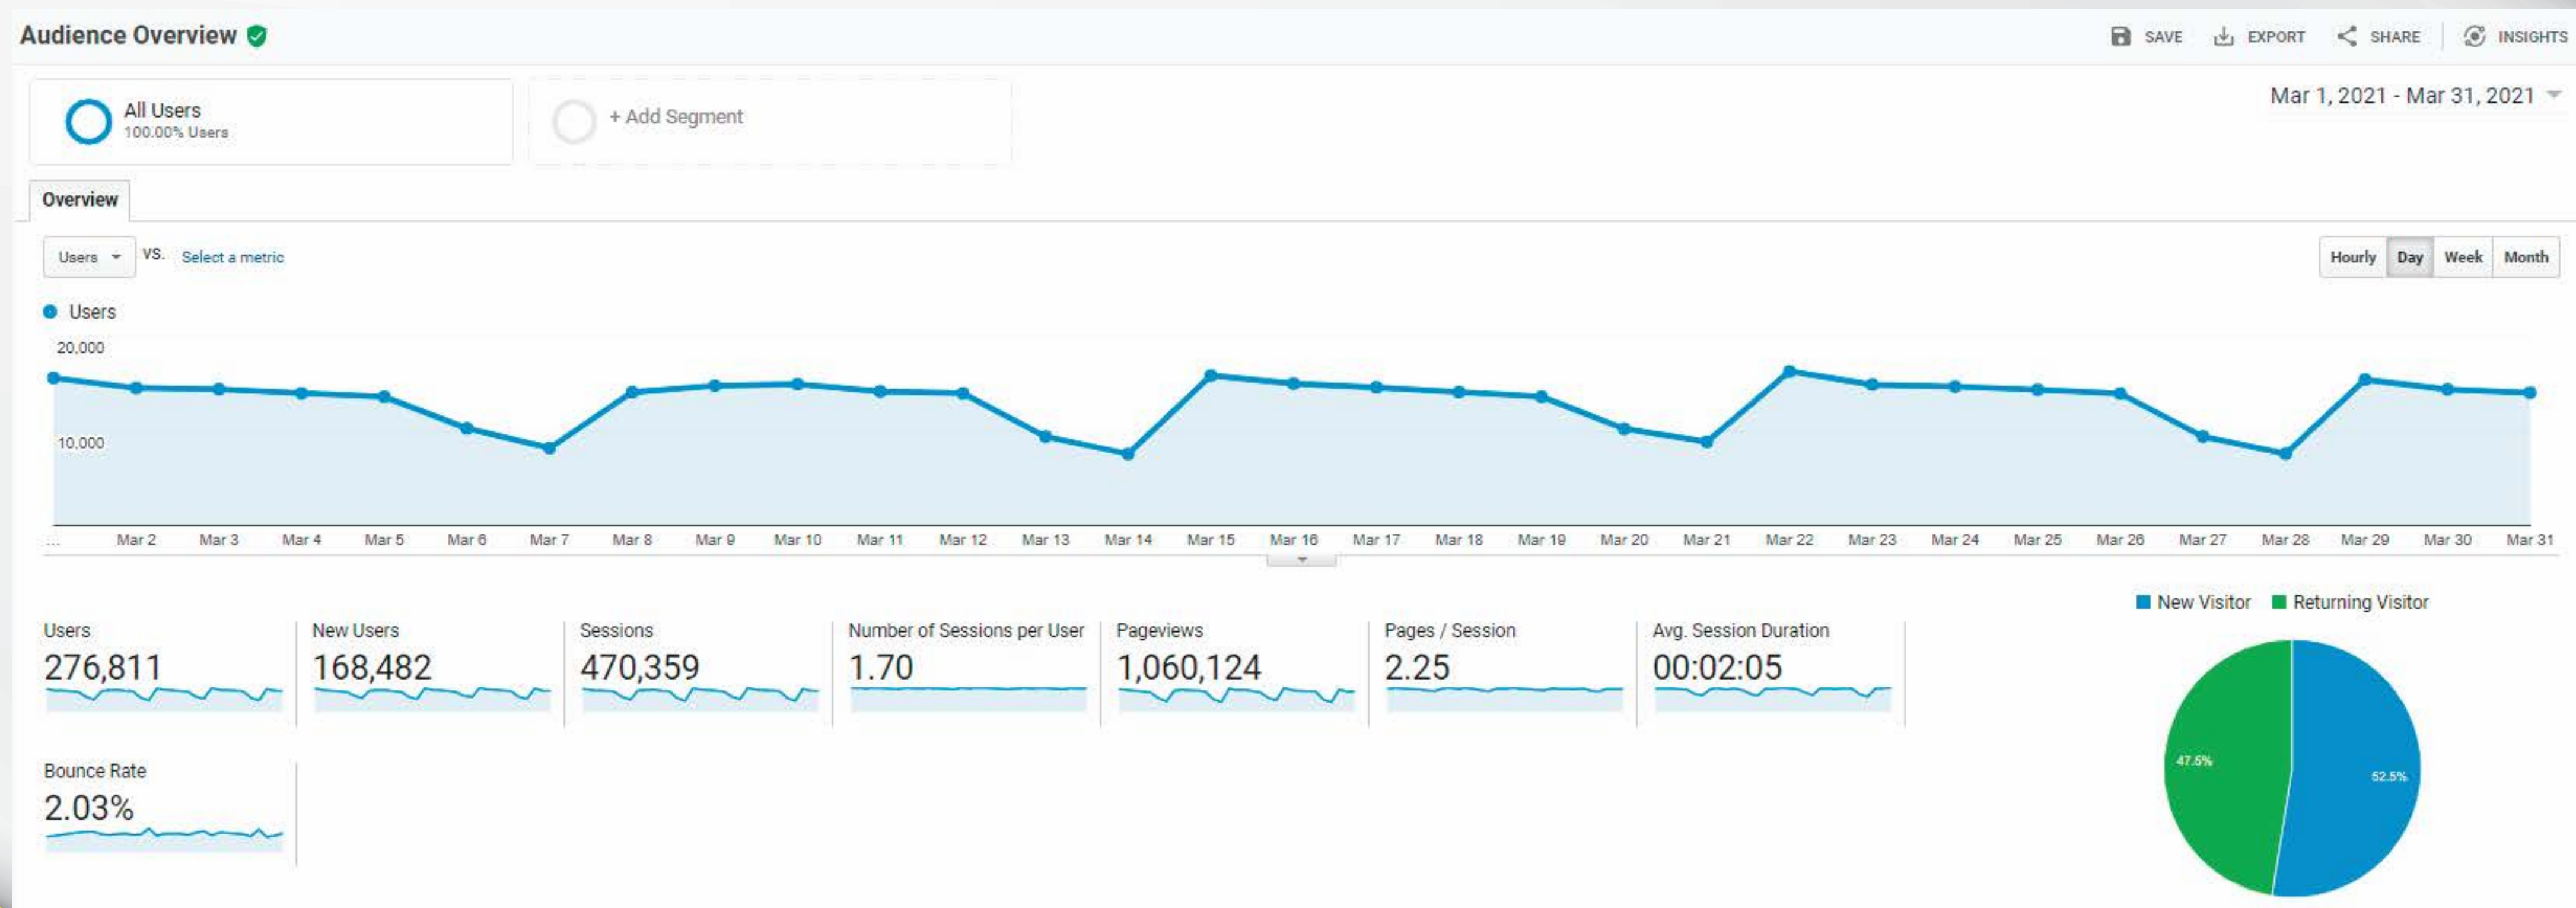 Audience Overview
SAVE EXPORT SHARE INSIGHTS
All Users
100.00% Users
+ Add Segment
Mar 1, 2021 - Mar 31, 2021
Overview
Users VS. Select a metric
Hourly Day Week Month
Users
20,000
10,000
... Mar 2 Mar 3 Mar 4 Mar 5 Mar 6 Mar 7 Mar 8 Mar 9 Mar 10 Mar 11 Mar 12 Mar 13 Mar 14 Mar 15 Mar 16 Mar 17 Mar 18 Mar 19 Mar 20 Mar 21 Mar 22 Mar 23 Mar 24 Mar 25 Mar 26 Mar 27 Mar 28 Mar 29 Mar 30 Mar 31
Users
276,811
New Users
168,482
Sessions
470,359
Number of Sessions per User
1.70
Pageviews
1,060,124
Pages / Session
2.25
Avg. Session Duration
00:02:05
Bounce Rate
2.03%
New Visitor Returning Visitor
47.5%
52.5%